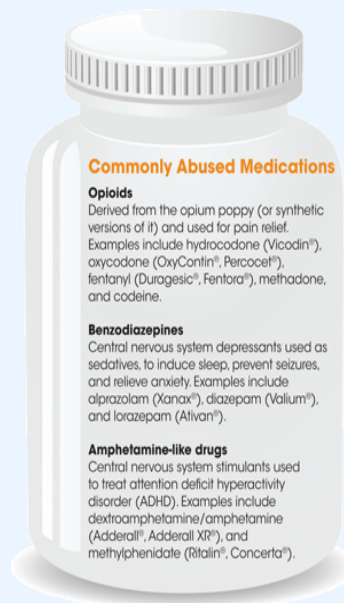 Commonly Abused Medications
Opioids
Derived from the opium poppy (or synthetic
versions of it) and used for pain relief.
Examples include hydrocodone (Vicodin®),
oxycodone (OxyContin®, Percocet®),
fentanyl (Duragesic®, Fentora®), methadone,
and codeine.
Benzodiazepines
Central nervous system depressants used as
sedatives, to induce sleep, prevent seizures,
and relieve anxiety. Examples include
alprazolam (Xanax®), diazepam (Valium®),
and lorazepam (Ativan®).
Amphetamine-like drugs
Central nervous system stimulants used
to treat attention deficit hyperactivity
disorder (ADHD). Examples include
dextroamphetamine/amphetamine
(Adderall®, Adderall XR®), and
methylphenidate (Ritalin®, Concerta®).